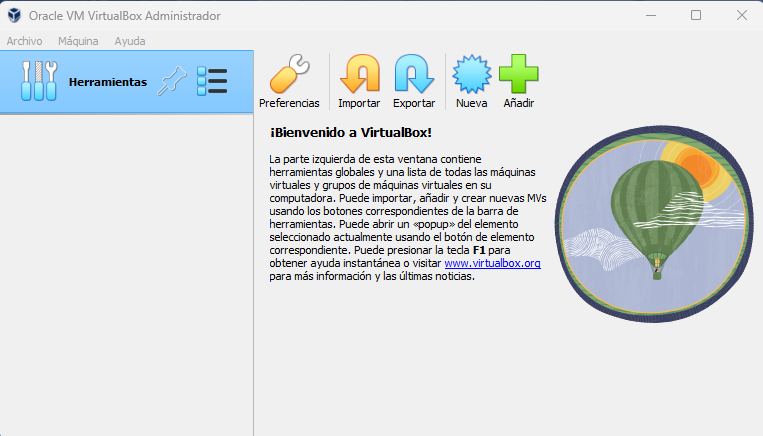 Oracle VM VirtualBox Administrador
Archivo Máquina Ayuda
Herramientas
Preferencias Importar Exportar Nueva Añadir
¡Bienvenido a VirtualBox!
La parte izquierda de esta ventana contiene
herramientas globales y una lista de todas las máquinas
virtuales y grupos de máquinas virtuales en su
computadora. Puede importar, añadir y crear nuevas MVs
usando los botones correspondientes de la barra de
herramientas. Puede abrir un «popup» del elemento
seleccionado actualmente usando el botón de elemento
correspondiente. Puede presionar la tecla F1 para
obtener ayuda instantánea o visitar www.virtualbox.org
para más información y las últimas noticias.